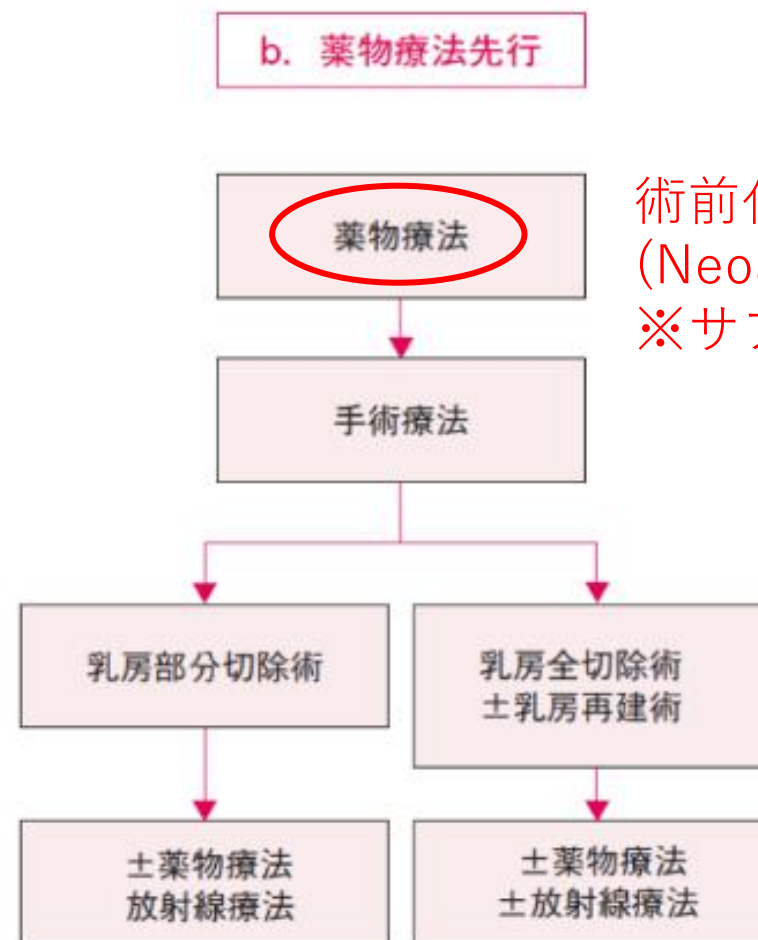 b. 薬物療法先行
薬物療法
術前
(Neo
※サブ
手術療法
乳房部分切除術
乳房全切除術
±乳房再建術
±薬物療法
放射線療法
±薬物療法
±放射線療法